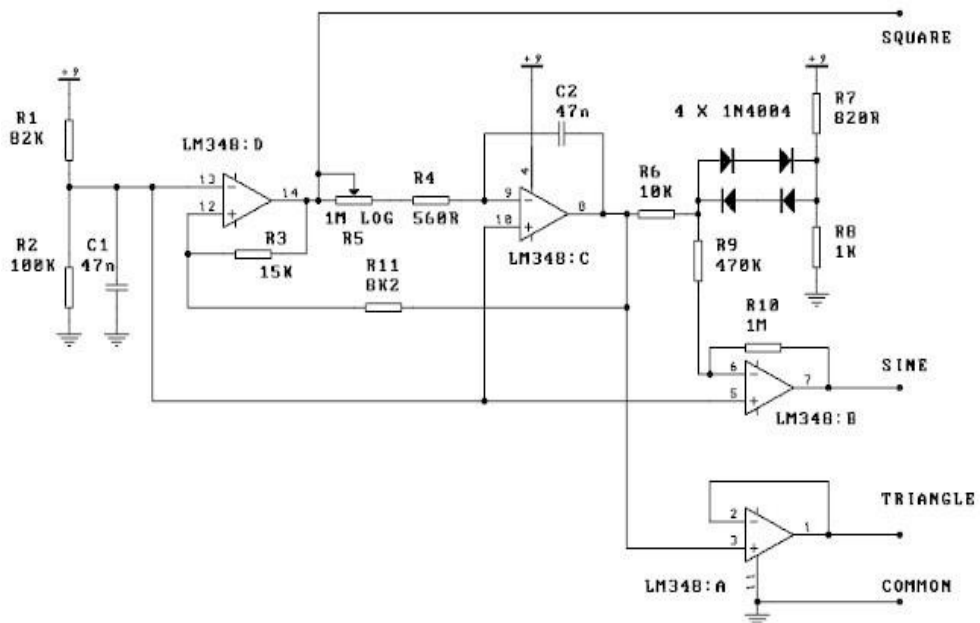 SQUARE
+9
+9
+9
R1
82K
C2
47n
4 X 1N4004
R7
820R
LM348:D
13
12
14
4
R4
9
10
8
R6
10K
1M LOG
R5
560R
R2
100K
C1
47n
R3
15K
LM348:C
R9
470K
R8
1K
R11
8K2
R10
1M
6
5
7
SINE
LM348:B
2
3
1
TRIANGLE
LM348:A
11
COMMON